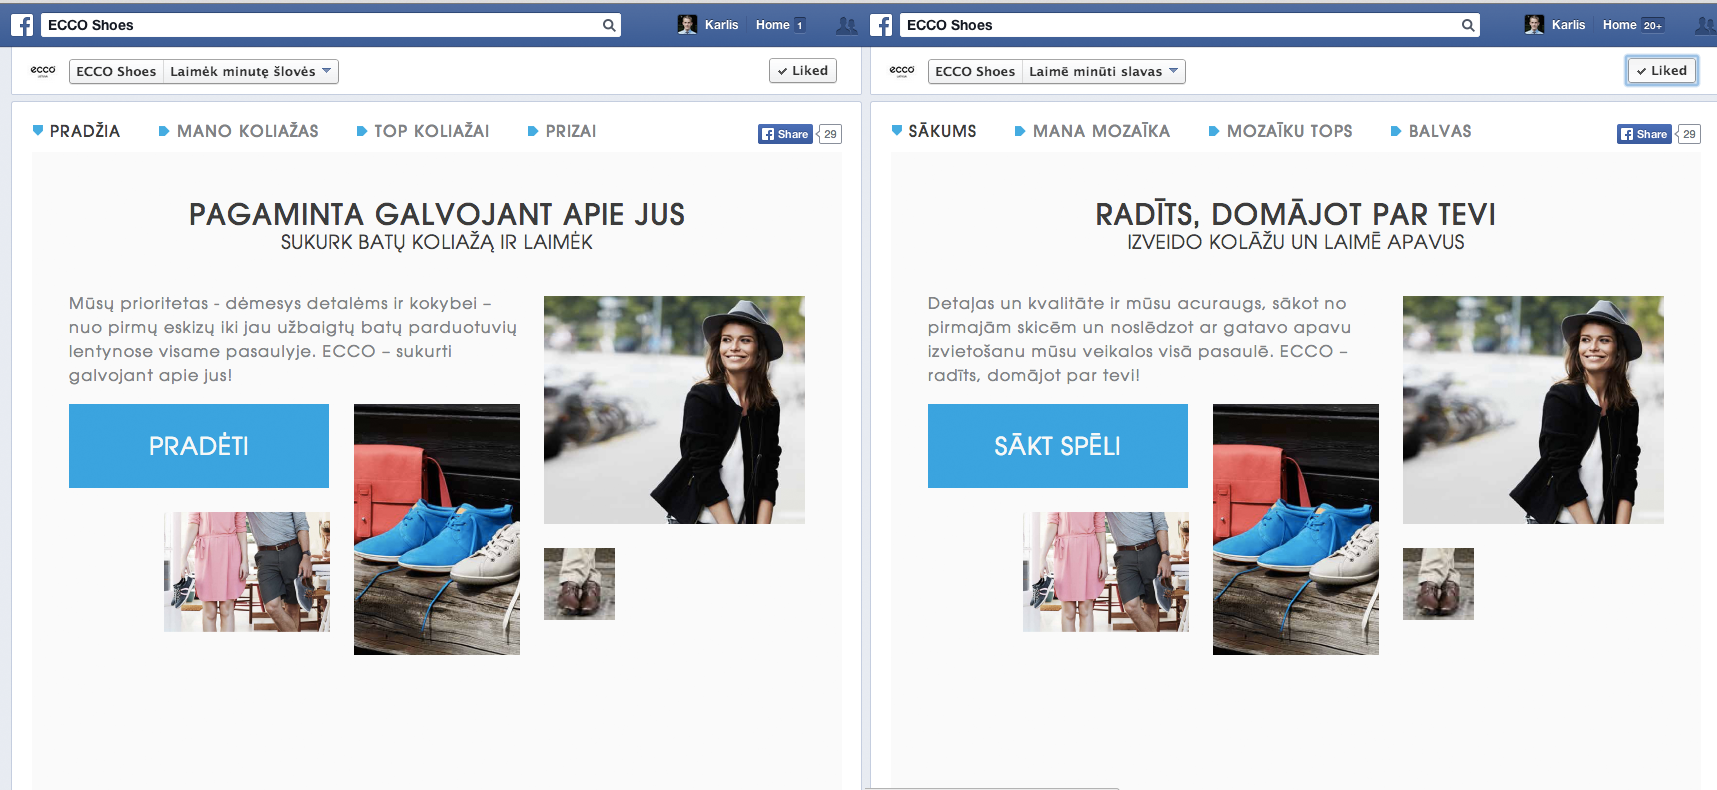 ECCO Shoes
Karlis Home 1
ecco
ECCO Shoes Laimėk minutę šlovės
✓ Liked
PRADŽIA MANO KOLIAŽAS TOP KOLIAŽAI PRIZAI
Share 29
PAGAMINTA GALVOJANT APIE JUS
SUKURK BATŲ KOLIAŽĄ IR LAIMĖK
Mūsų prioritetas - dėmesys detalėms ir kokybei –
nuo pirmų eskizų iki jau užbaigtų batų parduotuvių
lentynose visame pasaulyje. ECCO – sukurti
galvojant apie jus!
PRADĖTI
ECCO Shoes
Karlis Home 20+
ecco
ECCO Shoes Laimē minūti slavas
✓ Liked
SĀKUMS MANA MOZAĪKA MOZAĪKU TOPS BALVAS
Share 29
RADĪTS, DOMĀJOT PAR TEVI
IZVEIDO KOLĀŽU UN LAIMĒ APAVUS
Detaļas un kvalitāte ir mūsu acuraugs, sākot no
pirmajām skicēm un noslēdzot ar gatavo apavu
izvietošanu mūsu veikalos visā pasaulē. ECCO –
radīts, domājot par tevi!
SĀKT SPĒLI